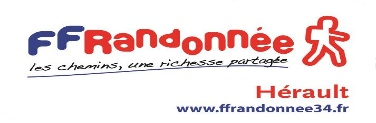 FFRandonnée
les chemins, une richesse partagée
Hérault
www.ffrandonnee34.fr